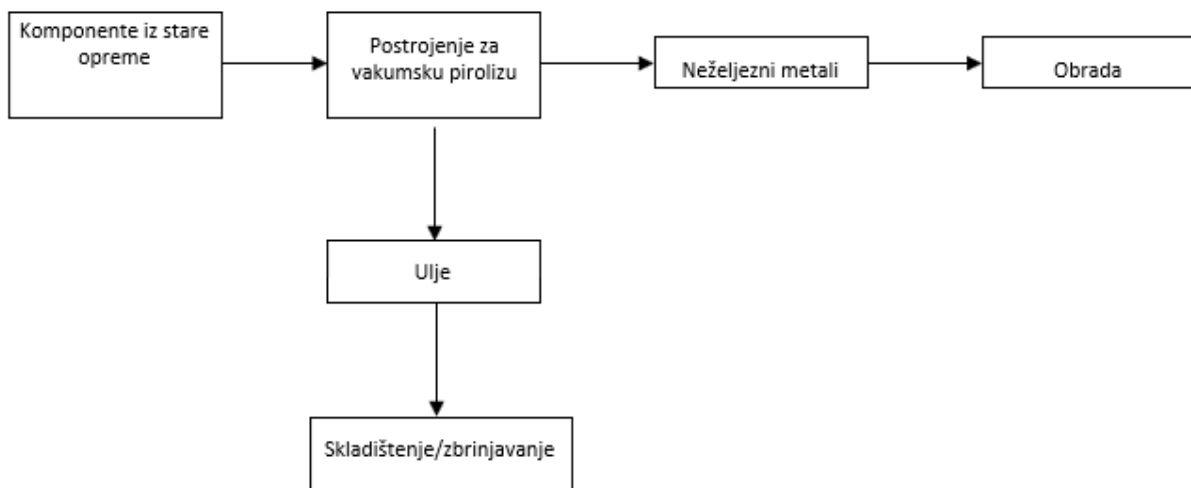 Komponente iz stare
opreme
Postrojenje za
vakumsku pirolizu
Neželjezni metali
Obrada
Ulje
Skladištenje/zbrinjavanje